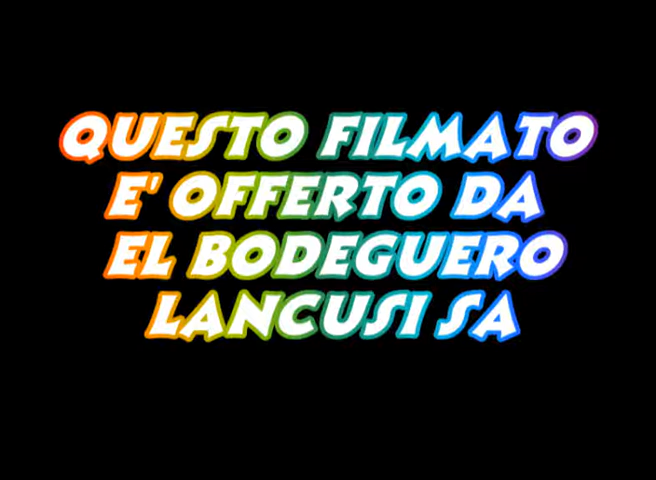 QUESTO FILMATO
E' OFFERTO DA
EL BODEGUERO
LANCUSI SA